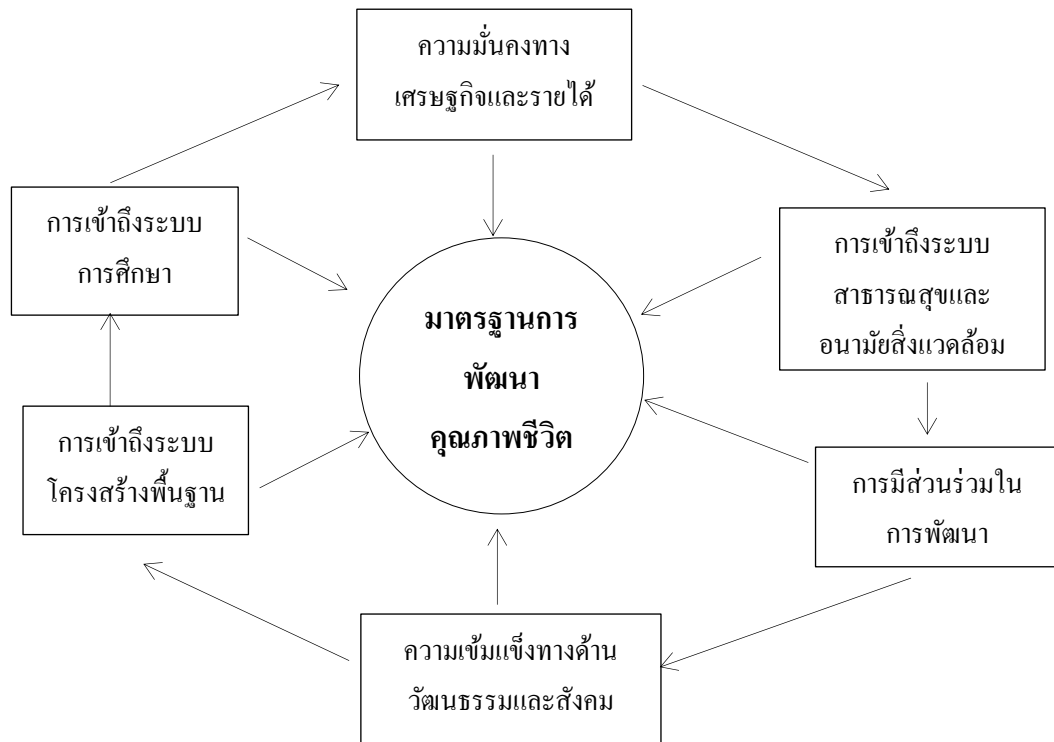 ความมั่นคงทาง
เศรษฐกิจและรายได้
การเข้าถึงระบบ
การศึกษา
การเข้าถึงระบบ
สาธารณสุขและ
อนามัยสิ่งแวดล้อม
มาตรฐานการ
พัฒนา
คุณภาพชีวิต
การเข้าถึงระบบ
โครงสร้างพื้นฐาน
การมีส่วนร่วมใน
การพัฒนา
ความเข้มแข็งทางด้าน
วัฒนธรรมและสังคม